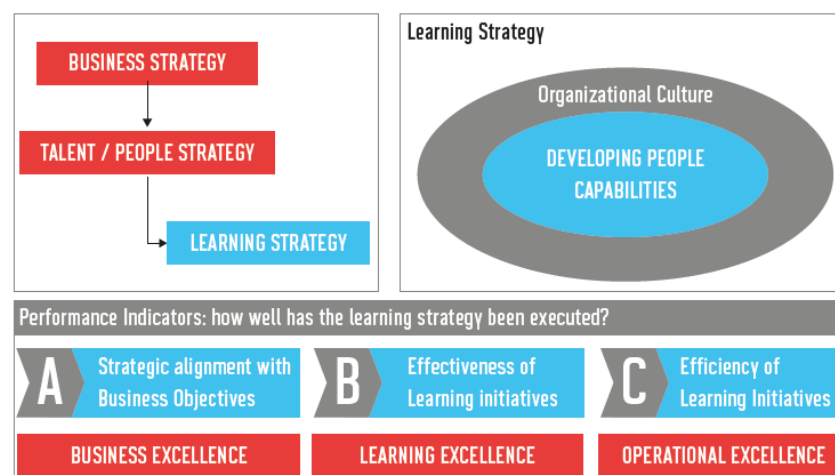 BUSINESS STRATEGY
TALENT / PEOPLE STRATEGY
LEARNING STRATEGY
Learning Strategy
Organizational Culture
DEVELOPING PEOPLE
CAPABILITIES
Performance Indicators: how well has the learning strategy been executed?
A
Strategic alignment with
Business Objectives
B
Effectiveness of
Learning initiatives
C
Efficiency of
Learning Initiatives
BUSINESS EXCELLENCE
LEARNING EXCELLENCE
OPERATIONAL EXCELLENCE